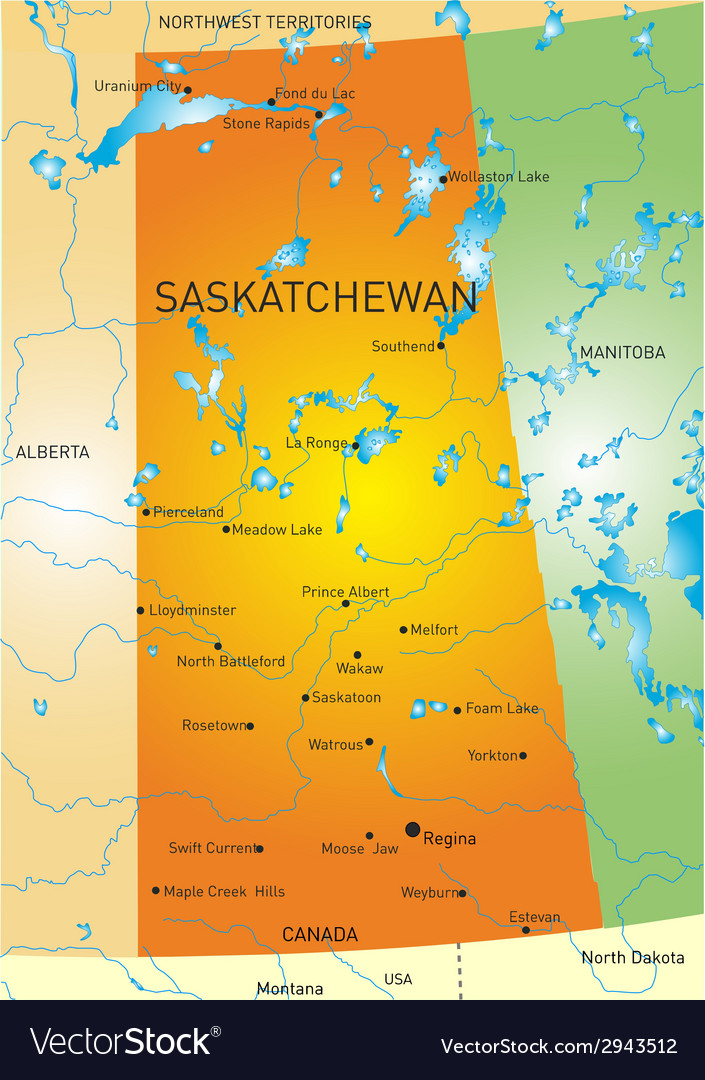 NORTHWEST TERRITORIES
Uranium City
Fond du Lac
Stone Rapids
Wollaston Lake
SASKATCHEWAN
Southend
MANITOBA
La Ronge
ALBERTA
Pierceland
Meadow Lake
Prince Albert
Lloydminster
Melfort
North Battleford
Wakaw
Saskatoon
Foam Lake
Rosetown
Watrous
Yorkton
Regina
Swift Current
Moose Jaw
Maple Creek Hills
Weyburn
Estevan
CANADA
North Dakota
USA
Montana
VectorStock®
VectorStock.com/2943512